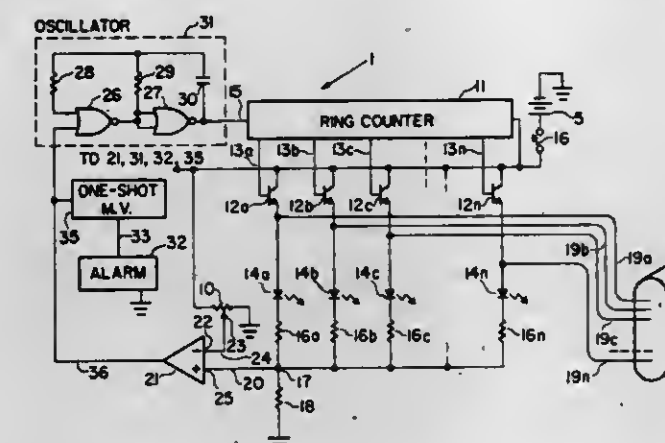 OSCILLATOR
31
28
29
26
27
30
15
1
11
RING COUNTER
5
16
TO 21, 31, 32, 35
13a
13b
13c
13n
12a
12b
12c
12n
ONE-SHOT
M.V.
35
33
32
ALARM
19a
19b
19c
19n
14a
14b
14c
14n
10
22
23
24
16a
16b
16c
16n
36
21
25
20
17
18